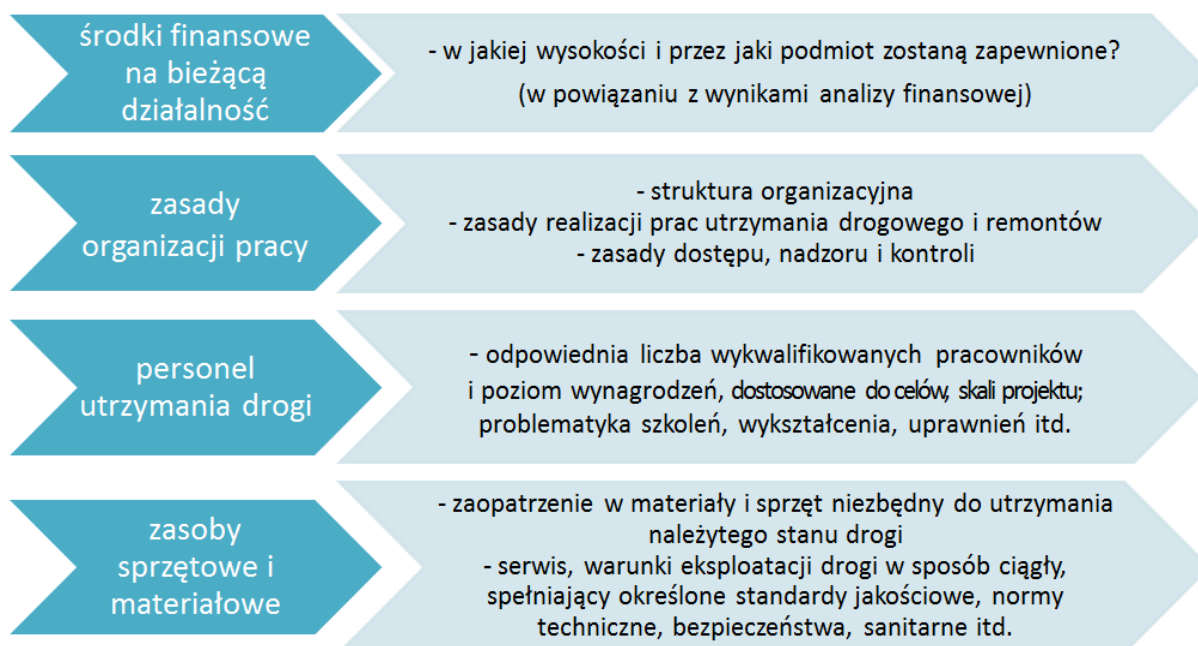 środki finansowe
na bieżącą
działalność
- w jakiej wysokości i przez jaki podmiot zostaną zapewnione?
(w powiązaniu z wynikami analizy finansowej)
zasady
organizacji pracy
- struktura organizacyjna
- zasady realizacji prac utrzymania drogowego i remontów
- zasady dostępu, nadzoru i kontroli
personel
utrzymania drogi
- odpowiednia liczba wykwalifikowanych pracowników
i poziom wynagrodzeń, dostosowane do celów, skali projektu;
problematyka szkoleń, wykształcenia, uprawnień itd.
zasoby
sprzętowe i
materiałowe
- zaopatrzenie w materiały i sprzęt niezbędny do utrzymania
należytego stanu drogi
- serwis, warunki eksploatacji drogi w sposób ciągły,
spełniający określone standardy jakościowe, normy
techniczne, bezpieczeństwa, sanitarne itd.